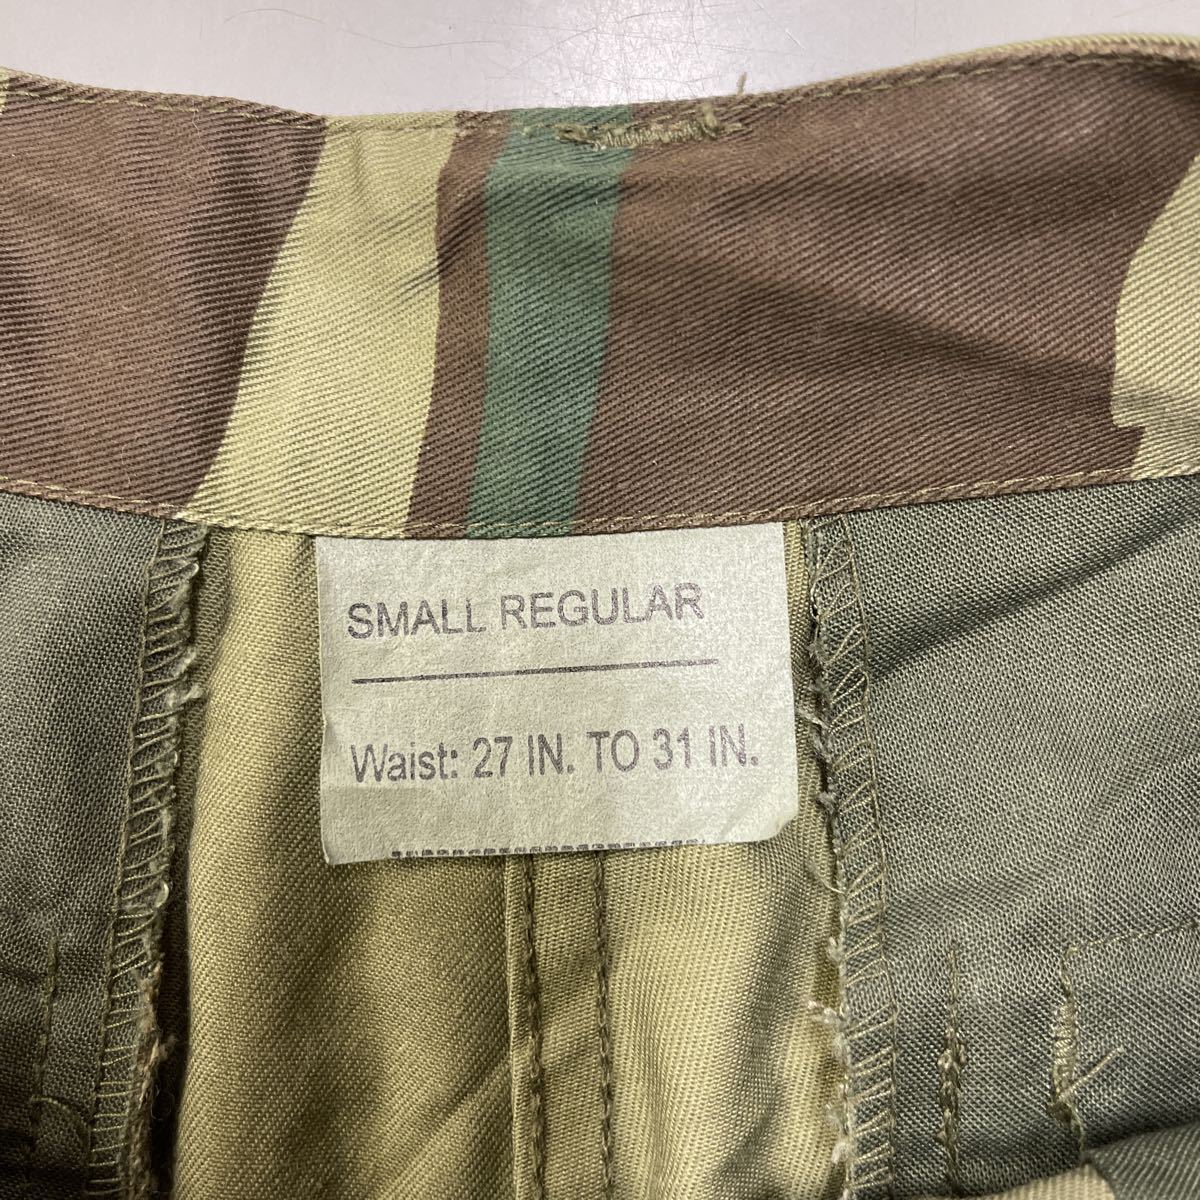 SMALL REGULAR
Waist: 27 IN. TO 31 IN.